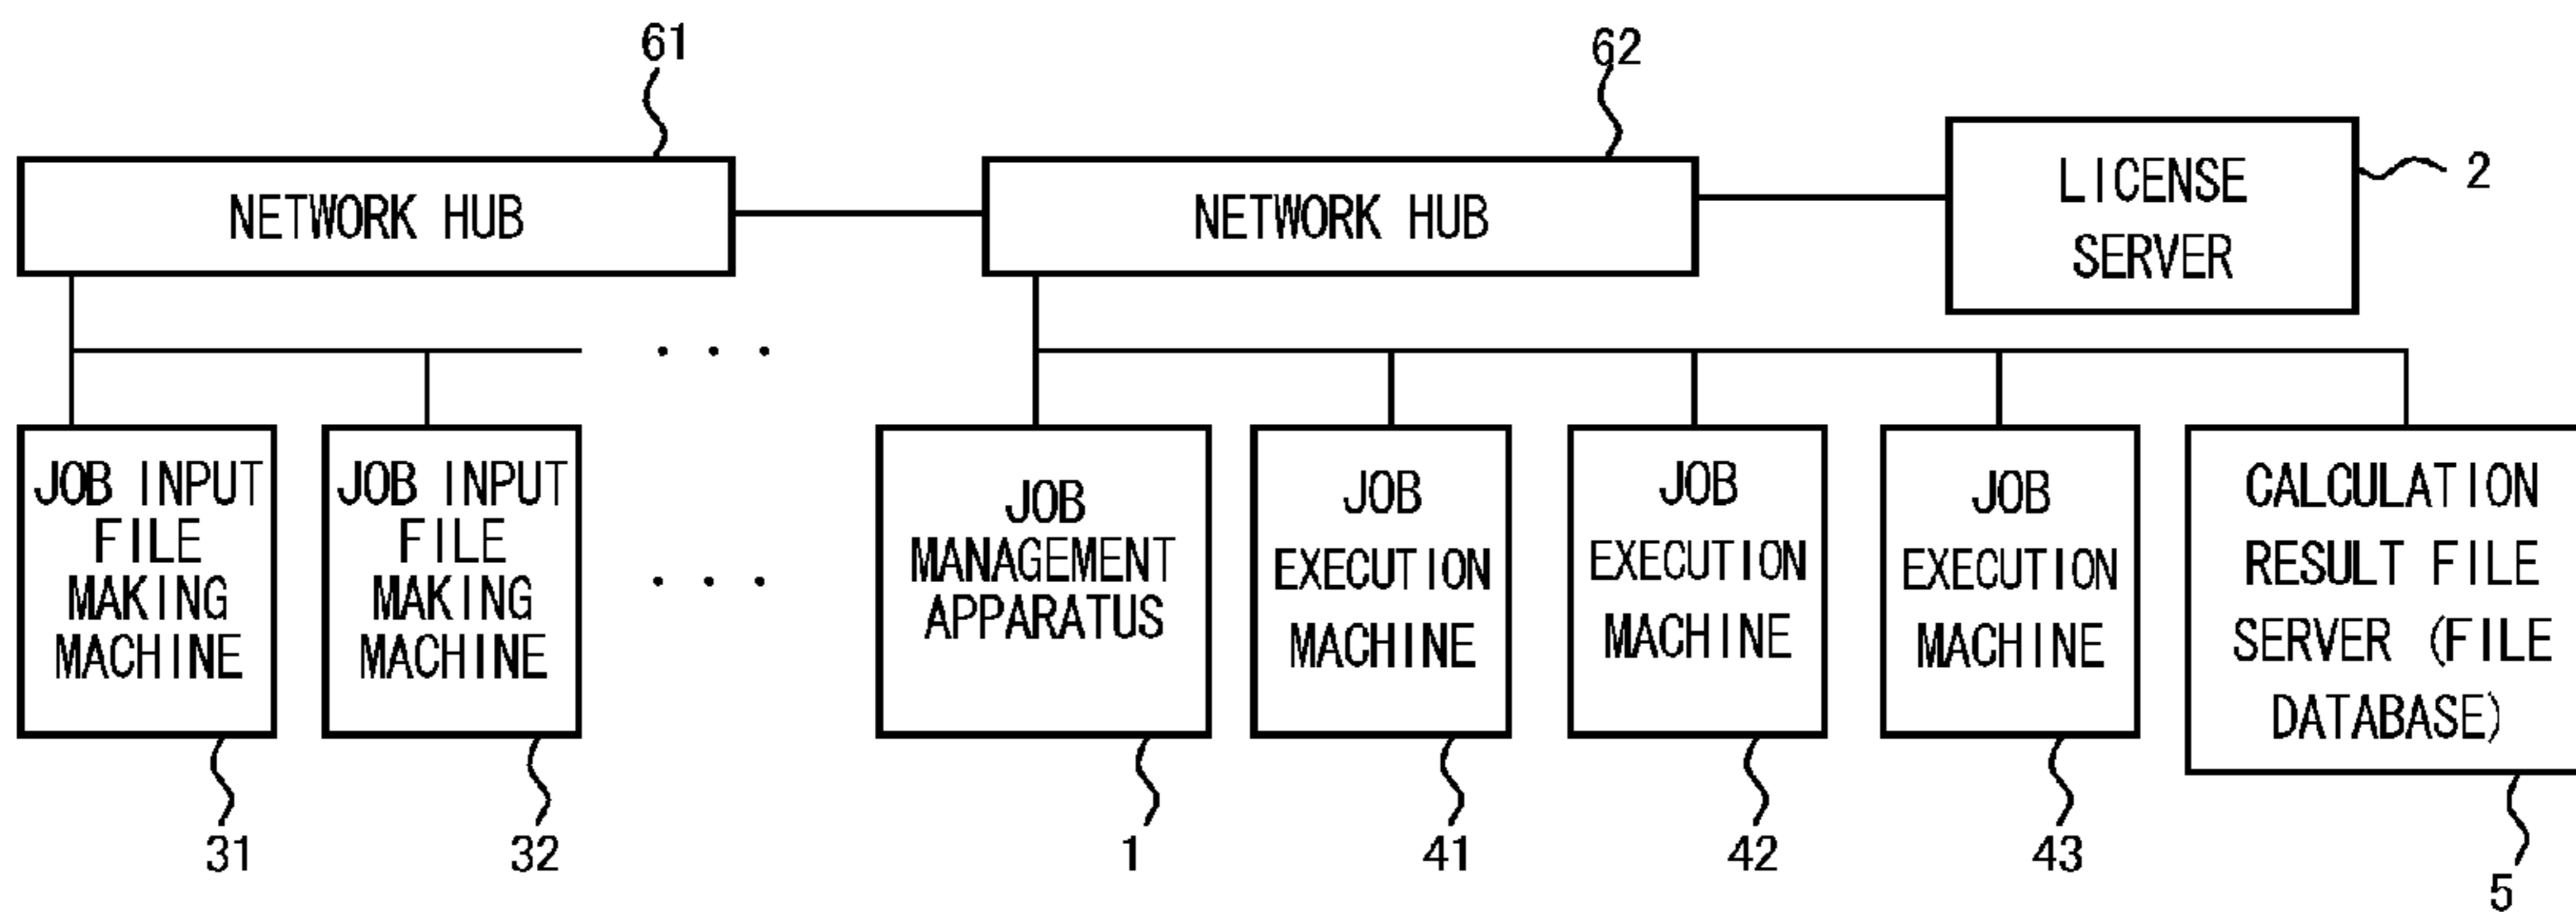 61
62
NETWORK HUB
NETWORK HUB
LICENSE
SERVER
2
JOB INPUT
FILE
MAKING
MACHINE
JOB INPUT
FILE
MAKING
MACHINE
JOB
MANAGEMENT
APPARATUS
JOB
EXECUTION
MACHINE
JOB
EXECUTION
MACHINE
JOB
EXECUTION
MACHINE
CALCULATION
RESULT FILE
SERVER (FILE
DATABASE)
31
32
1
41
42
43
5